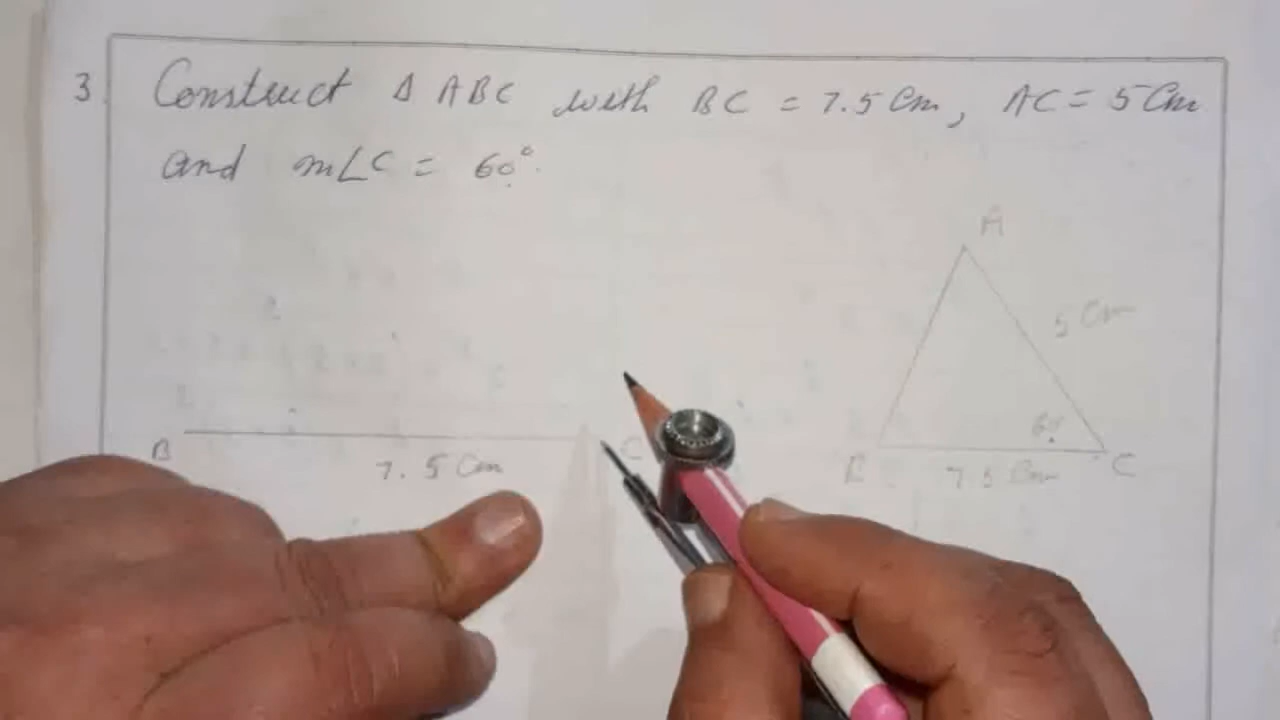 3. Construct Δ ABC with BC = 7.5 Cm, AC = 5 Cm
and m∠C = 60°.
A
5 Cm
60°
B
C
7.5 Cm
B
C
7.5 Cm